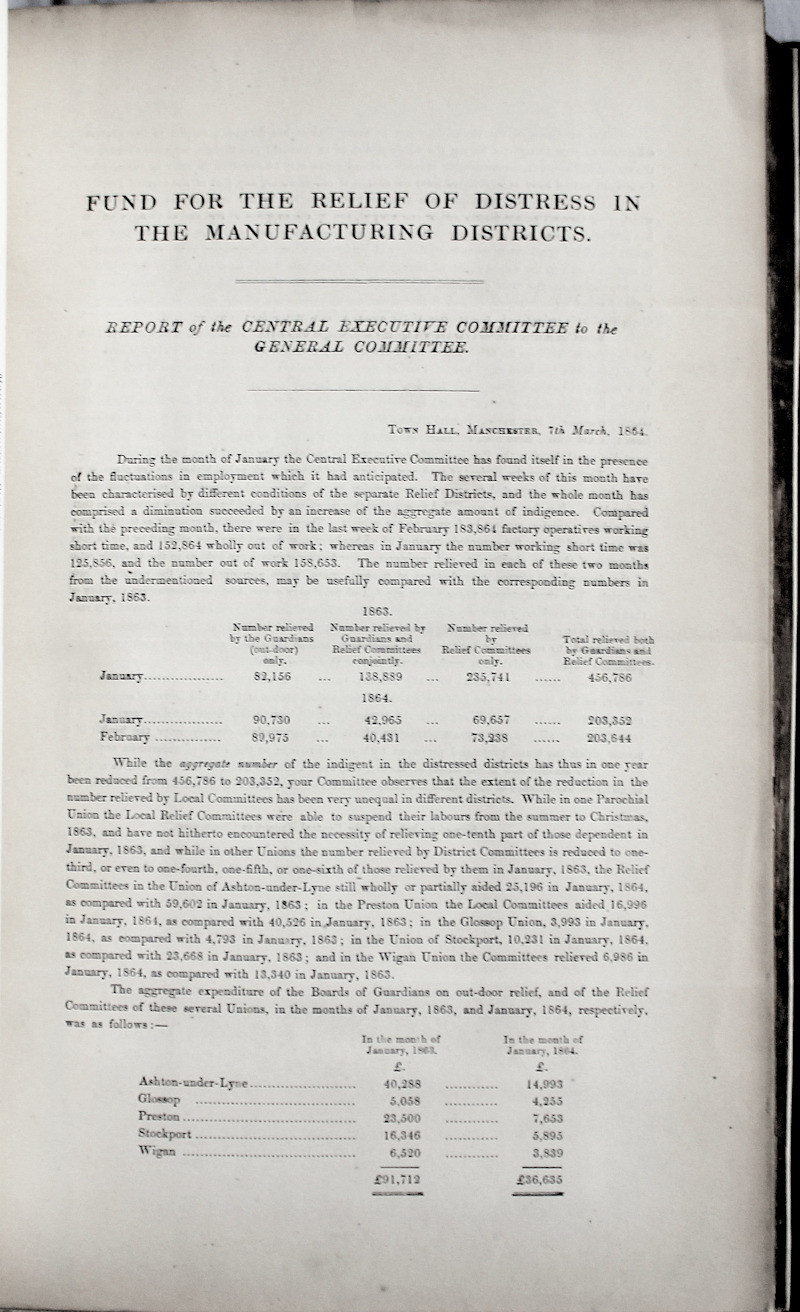 FUND FOR THE RELIEF OF DISTRESS IN
THE MANUFACTURING DISTRICTS.
REPORT of the CENTRAL EXECUTIVE COMMITTEE to the
GENERAL COMMITTEE.
TOWN HALL, MANCHESTER, 7th March, 1864.
During the month of January the Central Executive Committee has found itself in the presence
of the fluctuations in employment which it had anticipated. The several weeks of this month have
been characterised by different conditions of the separate Relief Districts, and the whole month has
comprised a diminution succeeded by an increase of the aggregate amount of indigence. Compared
with the preceding month, there were in the last week of February 183,864 factory operatives working
short time, and 152,864 wholly out of work; whereas in January the number working short time was
125,856, and the number out of work 158,653. The number relieved in each of these two months
from the undermentioned sources, may be usefully compared with the corresponding numbers in
January, 1863.
1863.
Number relieved by the Guardians (out-door) only. Number relieved by Guardians and Relief Committees conjointly. Number relieved by Relief Committees only. Total relieved both by Guardians and Relief Committees.
January.................. 82,156 ... 138,889 ... 235,741 ...... 456,786
1864.
January.................. 90,730 ... 42,965 ... 69,657 ...... 203,352
February ............... 89,975 ... 40,431 ... 73,238 ...... 203,644
While the aggregate number of the indigent in the distressed districts has thus in one year
been reduced from 456,786 to 203,352, your Committee observes that the extent of the reduction in the
number relieved by Local Committees has been very unequal in different districts. While in one Parochial
Union the Local Relief Committees were able to suspend their labours from the summer to Christmas,
1863, and have not hitherto encountered the necessity of relieving one-tenth part of those dependent in
January, 1863, and while in other Unions the number relieved by District Committees is reduced to one-
third, or even to one-fourth, one-fifth, or one-sixth of those relieved by them in January, 1863, the Relief
Committees in the Union of Ashton-under-Lyne still wholly or partially aided 25,196 in January, 1864,
as compared with 59,602 in January, 1863; in the Preston Union the Local Committees aided 16,996
in January, 1864, as compared with 40,526 in January, 1863; in the Glossop Union, 3,993 in January,
1864, as compared with 4,793 in January, 1863; in the Union of Stockport, 10,231 in January, 1864,
as compared with 23,668 in January, 1863; and in the Wigan Union the Committees relieved 6,986 in
January, 1864, as compared with 13,340 in January, 1863.
The aggregate expenditure of the Boards of Guardians on out-door relief, and of the Relief
Committees of these several Unions, in the months of January, 1863, and January, 1864, respectively,
was as follows:—
In the month of In the month of
January, 1863. January, 1864.
£. £.
Ashton-under-Lyne........................ 40,288 ............ 14,993
Glossop .................................... 5,058 ............ 4,255
Preston....................................... 23,500 ............ 7,653
Stockport .................................... 16,346 ............ 5,895
Wigan ....................................... 6,520 ............ 3,839
£91,712 £36,635